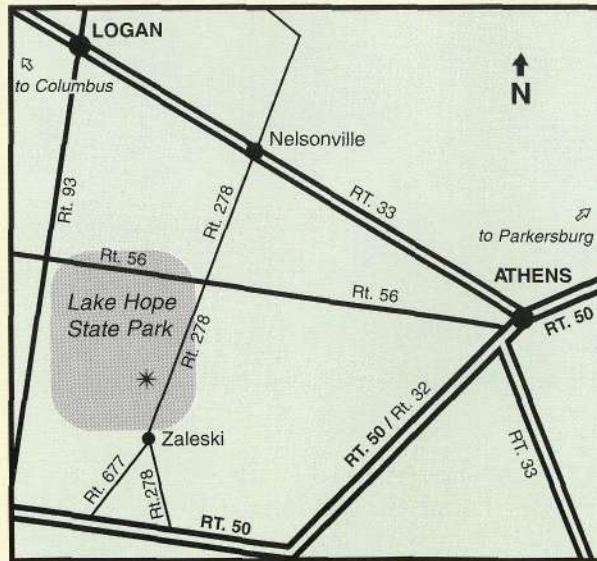 LOGAN
to Columbus
N
Nelsonville
Rt. 93
Rt. 278
RT. 33
to Parkersburg
Rt. 56
Rt. 56
ATHENS
RT. 50
Lake Hope
State Park
Rt. 278
Zaleski
RT. 50 / Rt. 32
RT. 33
Rt. 677
Rt.278
RT. 50